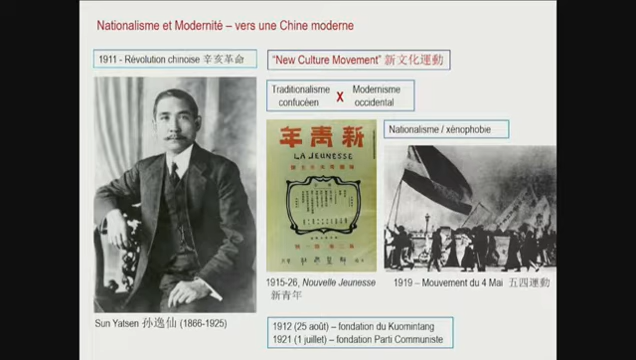 Nationalisme et Modernité – vers une Chine moderne
1911 - Révolution chinoise 辛亥革命
“New Culture Movement” 新文化運動
Traditionalisme
confucéen
X
Modernisme
occidental
Nationalisme / xénophobie
年青新
LA JEUNESSE
1915-26, Nouvelle Jeunesse
新青年
1919 – Mouvement du 4 Mai 五四運動
Sun Yatsen 孙逸仙 (1866-1925)
1912 (25 août) – fondation du Kuomintang
1921 (1 juillet) – fondation Parti Communiste